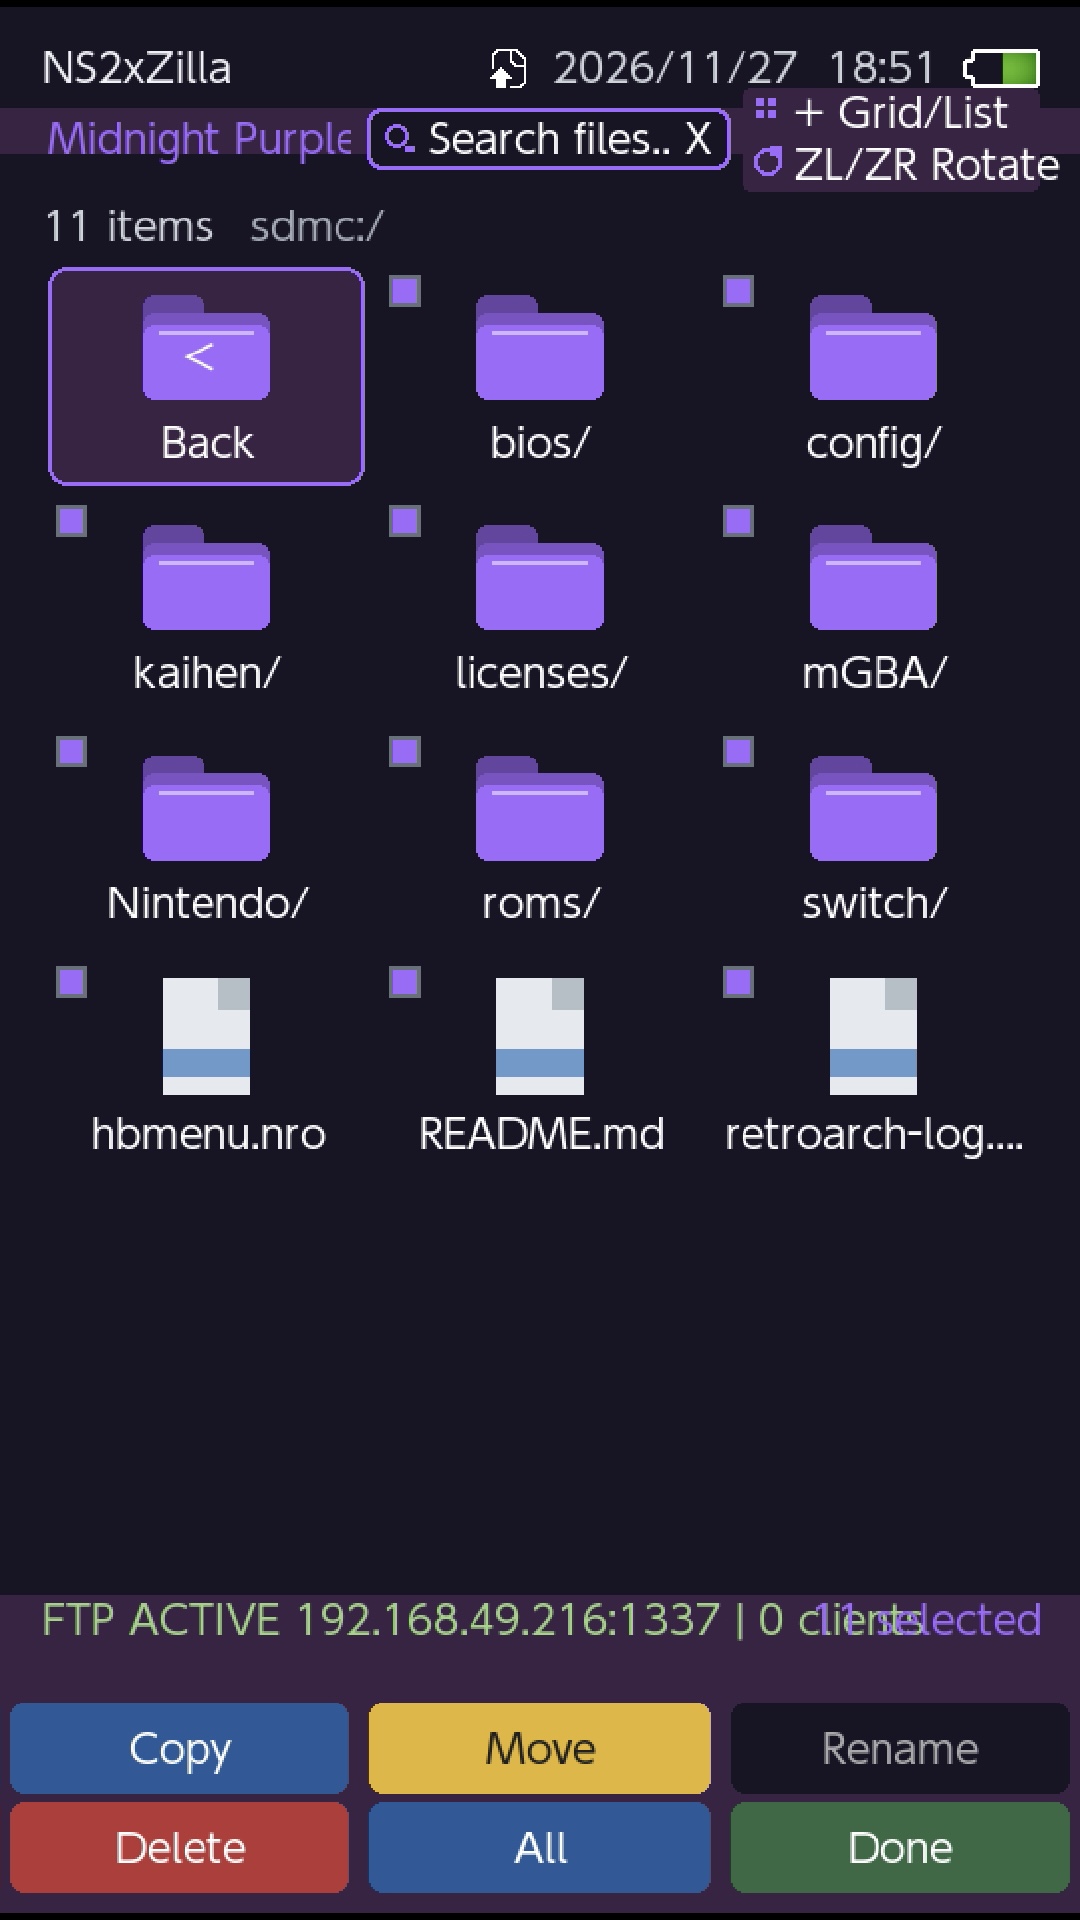 NS2xZilla 2026/11/27 18:51
Midnight Purple Search files.. X + Grid/List
ZL/ZR Rotate
11 items sdmc:/
< 
Back bios/ config/
kaihen/ licenses/ mGBA/
Nintendo/ roms/ switch/
hbmenu.nro README.md retroarch-log....
FTP ACTIVE 192.168.49.216:1337 | 0 clients 11 selected
Copy Move Rename
Delete All Done